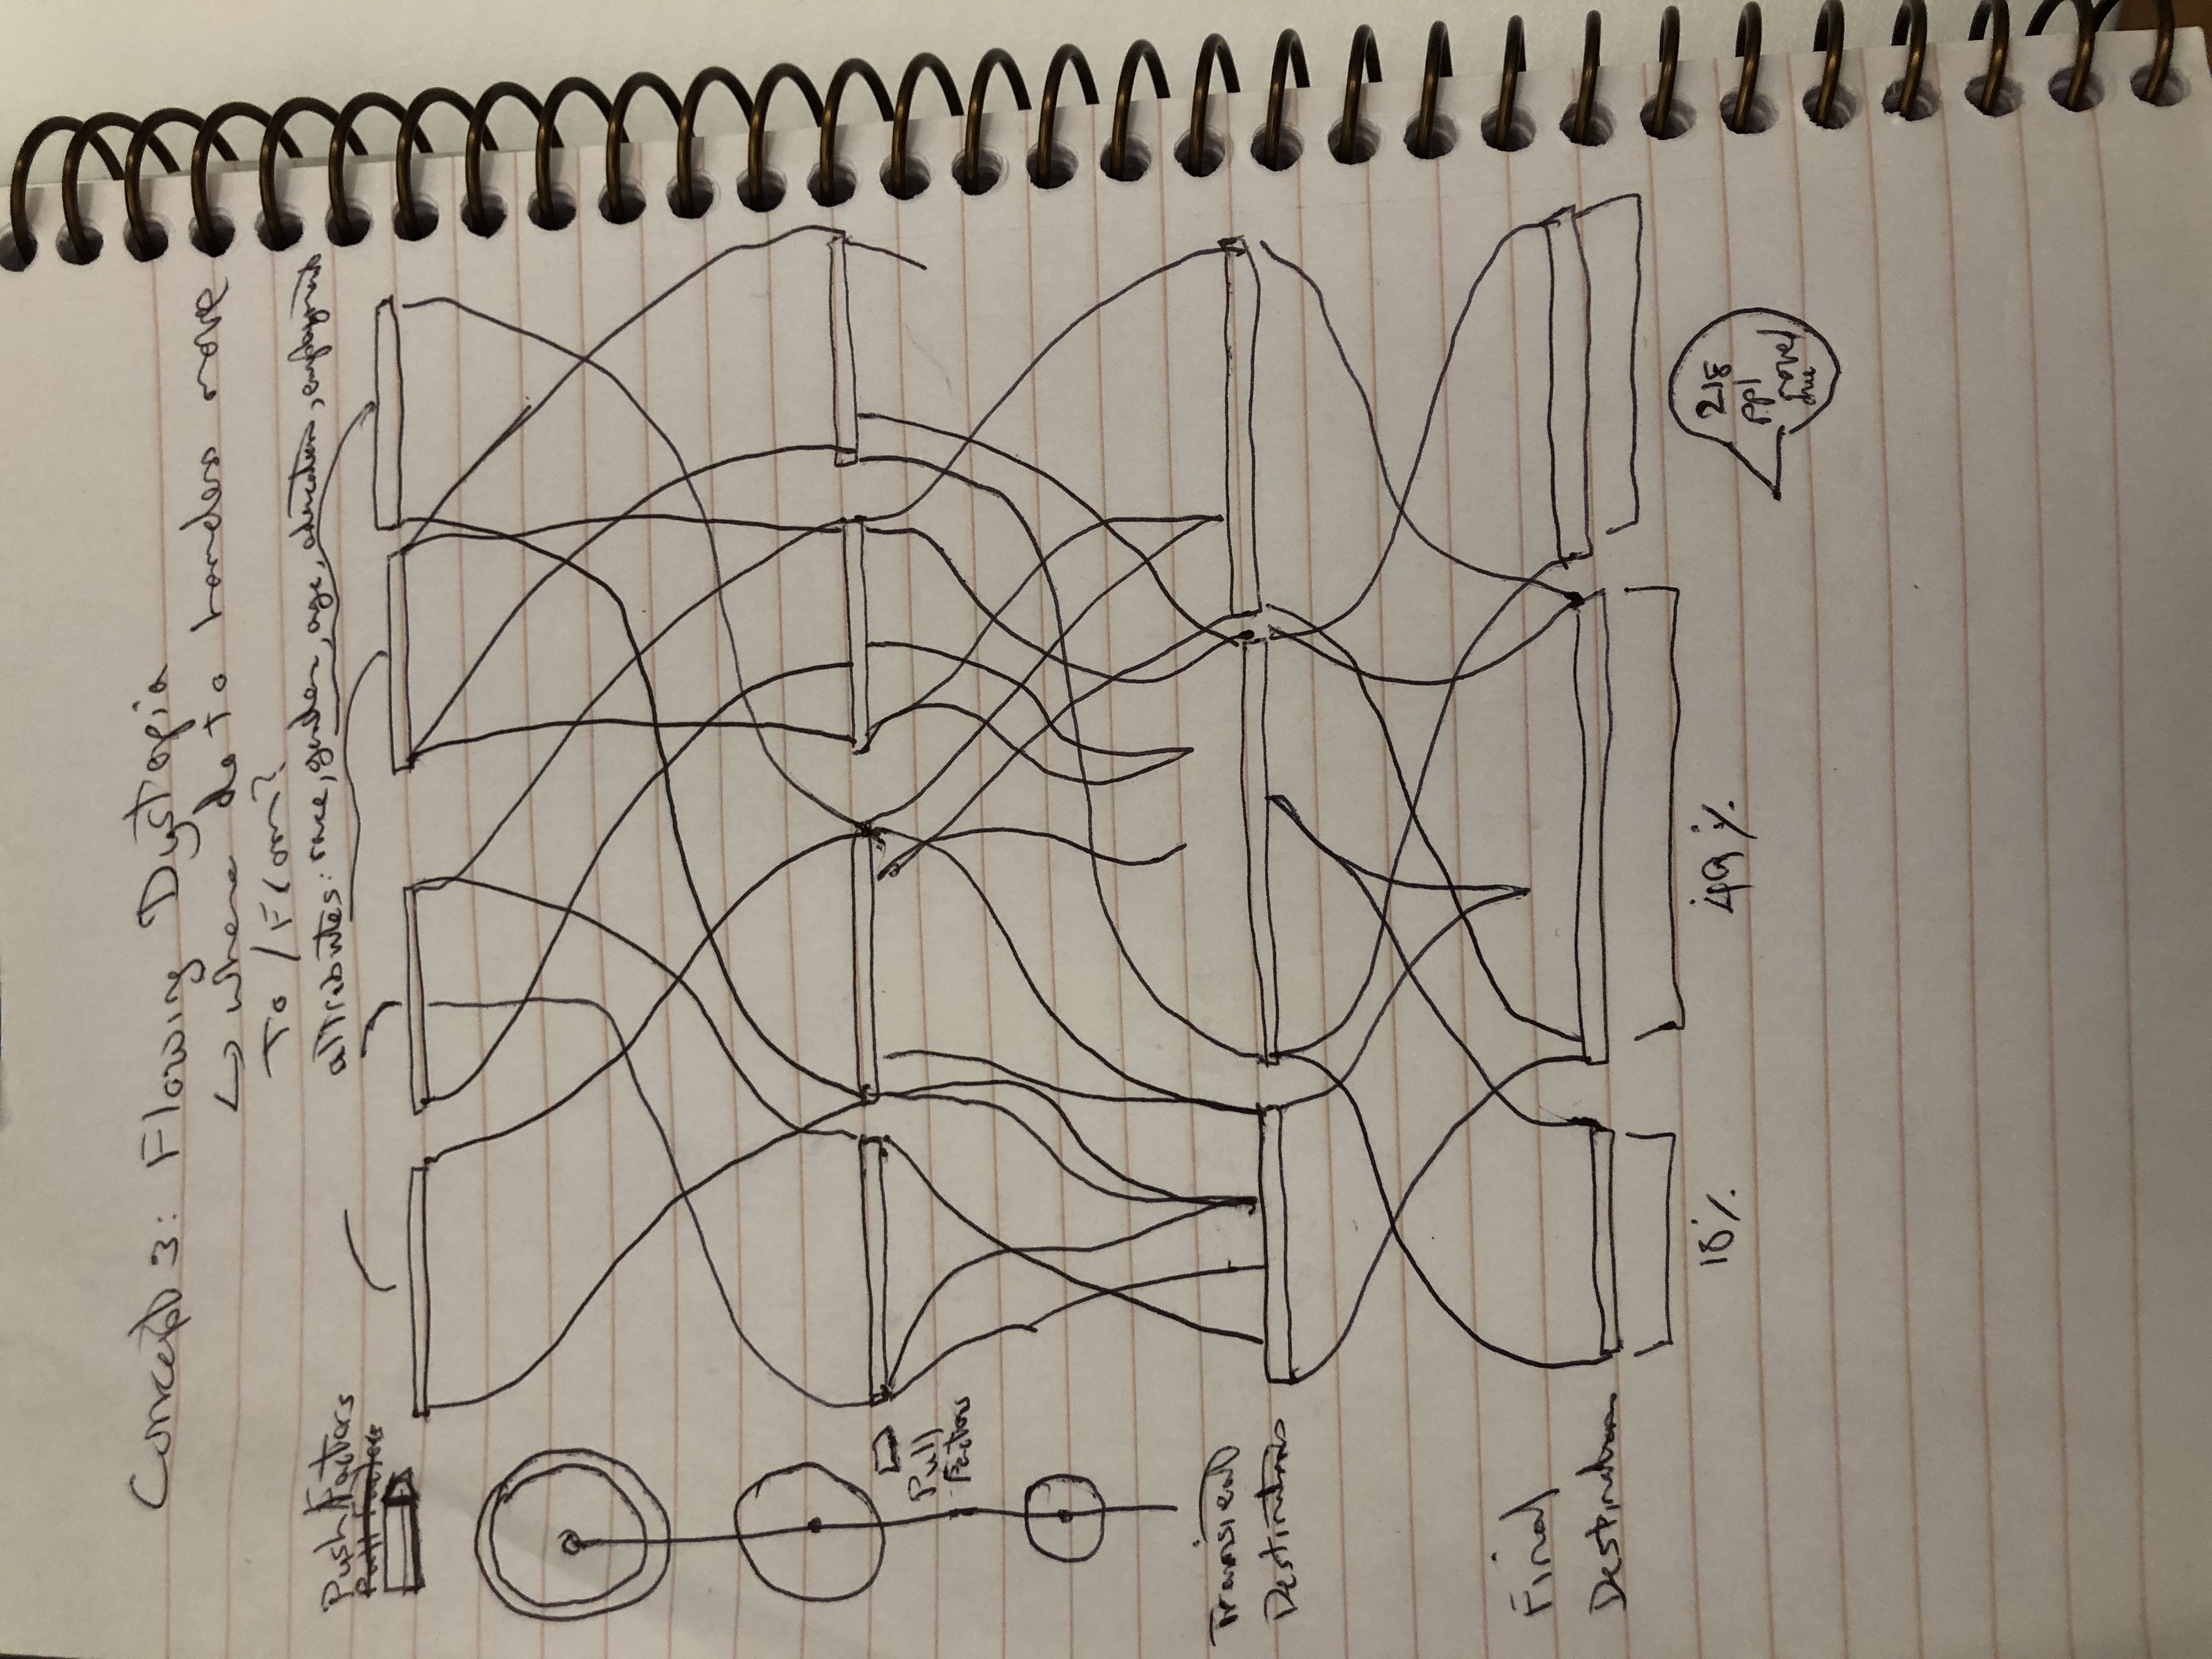 Concept 3: Flowing Dystopia
↳ where do to homeless move
To / From?
attributes: race, gender, age, education, employment
Push Factors
Pull Factors
Pull
Factors
Transient
Destinations
Final
Destinations
18%
49%
218
ppl
moved
due